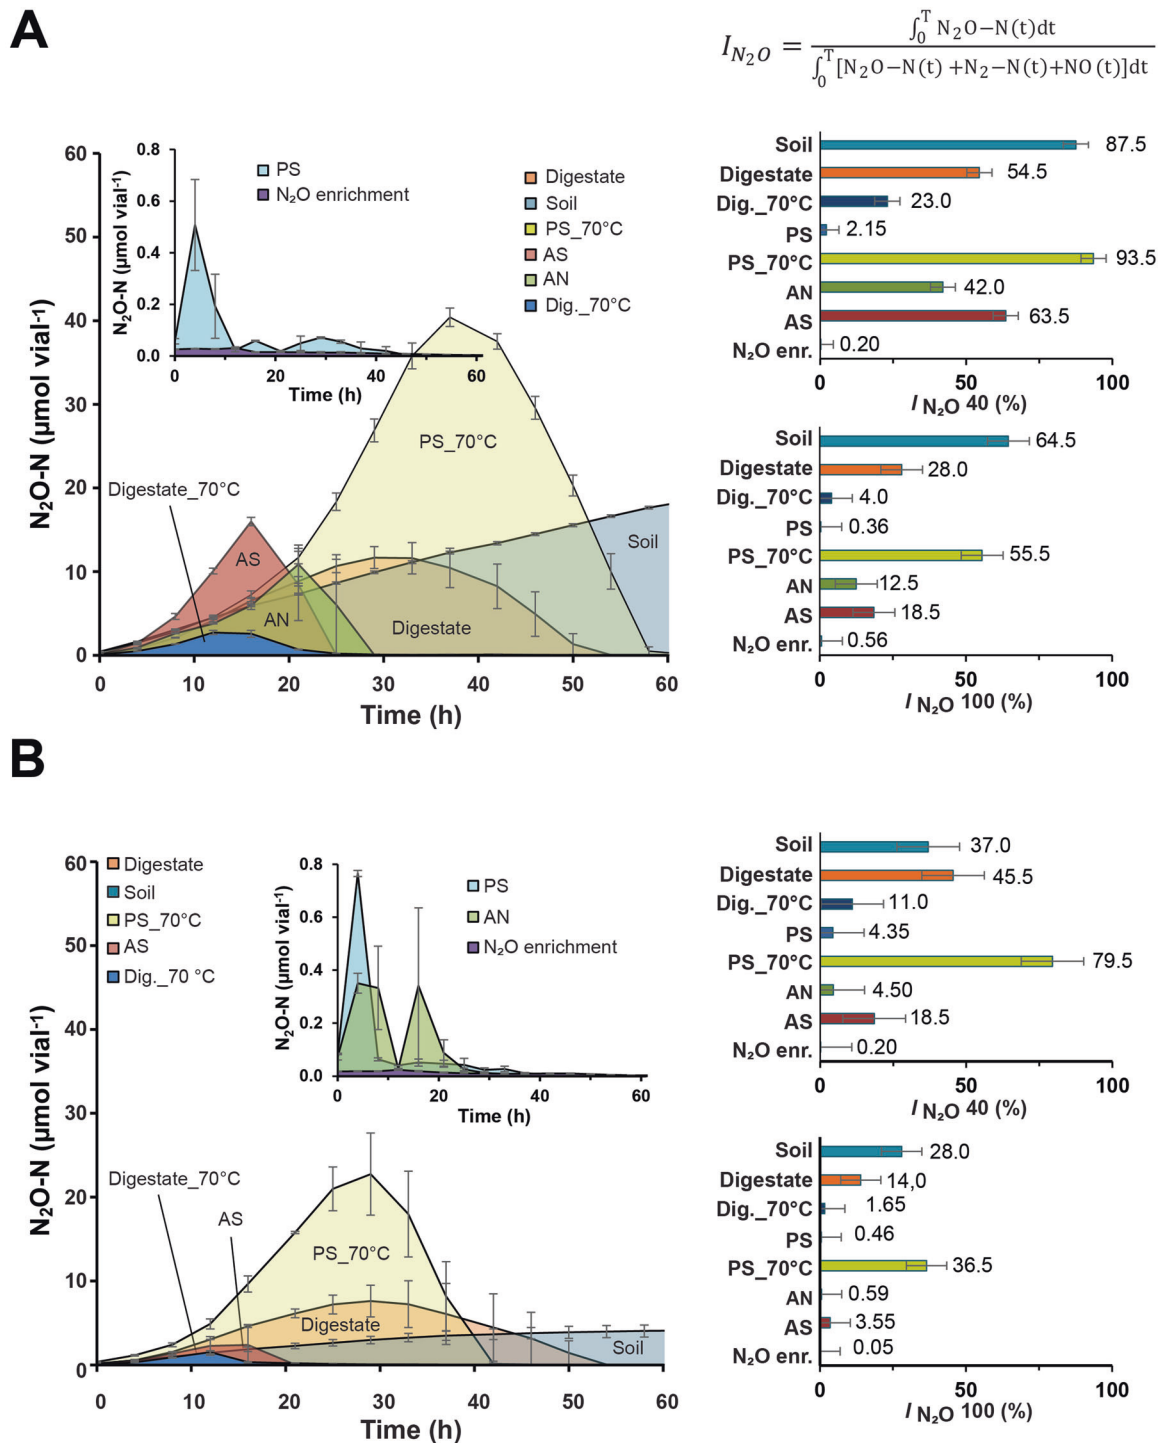 A
I_N₂O = ∫₀ᵀ N₂O−N(t)dt / ∫₀ᵀ[N₂O−N(t) +N₂−N(t)+NO (t)]dt
N₂O-N (µmol vial⁻¹)
60
50
40
30
20
10
0
0 10 20 30 40 50 60
Time (h)
N₂O-N (µmol vial⁻¹)
0.8
0.6
0.4
0.2
0.0
0 20 40 60
Time (h)
PS
N₂O enrichment
Digestate
Soil
PS_70°C
AS
AN
Dig._70°C
Digestate_70°C
AS
AN
PS_70°C
Digestate
Soil
Soil 87.5
Digestate 54.5
Dig._70°C 23.0
PS 2.15
PS_70°C 93.5
AN 42.0
AS 63.5
N₂O enr. 0.20
0 50 100
I N₂O 40 (%)
Soil 64.5
Digestate 28.0
Dig._70°C 4.0
PS 0.36
PS_70°C 55.5
AN 12.5
AS 18.5
N₂O enr. 0.56
0 50 100
I N₂O 100 (%)
B
N₂O-N (µmol vial⁻¹)
60
50
40
30
20
10
0
0 10 20 30 40 50 60
Time (h)
Digestate
Soil
PS_70°C
AS
Dig._70 °C
N₂O-N (µmol vial⁻¹)
0.8
0.6
0.4
0.2
0.0
0 20 40 60
Time (h)
PS
AN
N₂O enrichment
Digestate_70°C
AS
PS_70°C
Digestate
Soil
Soil 37.0
Digestate 45.5
Dig._70°C 11.0
PS 4.35
PS_70°C 79.5
AN 4.50
AS 18.5
N₂O enr. 0.20
0 50 100
I N₂O 40 (%)
Soil 28.0
Digestate 14,0
Dig._70°C 1.65
PS 0.46
PS_70°C 36.5
AN 0.59
AS 3.55
N₂O enr. 0.05
0 50 100
I N₂O 100 (%)